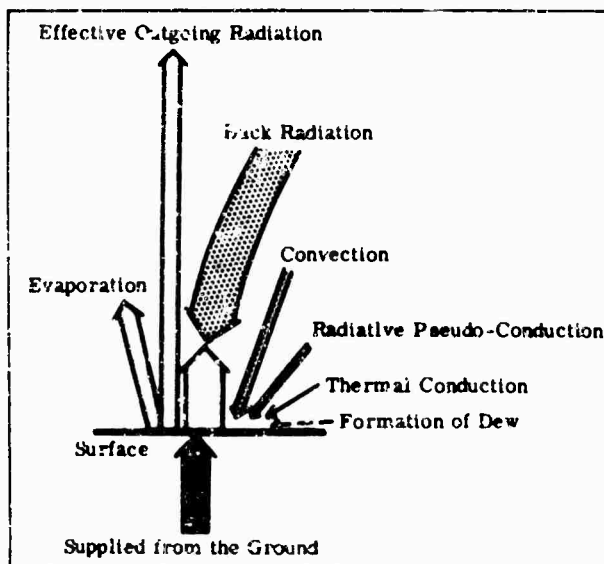 Effective Outgoing Radiation
Back Radiation
Convection
Evaporation
Radiative Pseudo-Conduction
Thermal Conduction
Formation of Dew
Surface
Supplied from the Ground